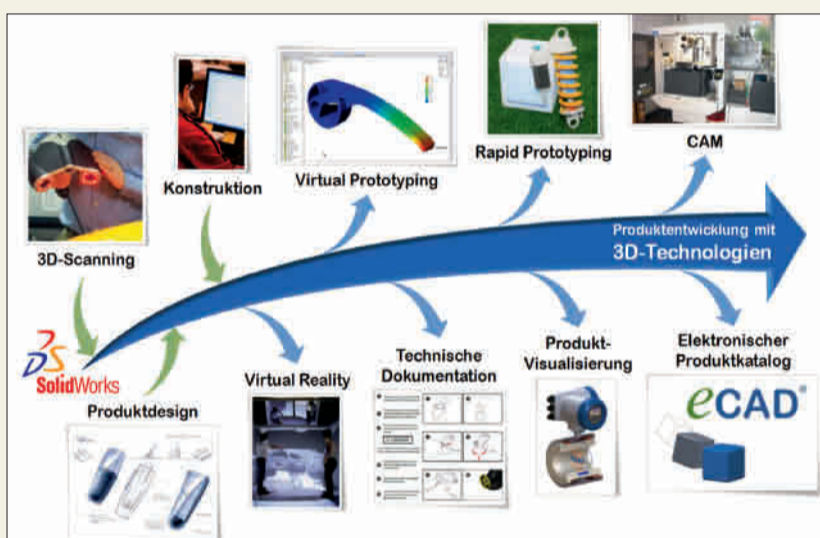 3D-Scanning
Konstruktion
Virtual Prototyping
Rapid Prototyping
CAM
Produktentwicklung mit
3D-Technologien
DS
SolidWorks
Produktdesign
Virtual Reality
Technische
Dokumentation
Produkt-
Visualisierung
Elektronischer
Produktkatalog
eCAD®